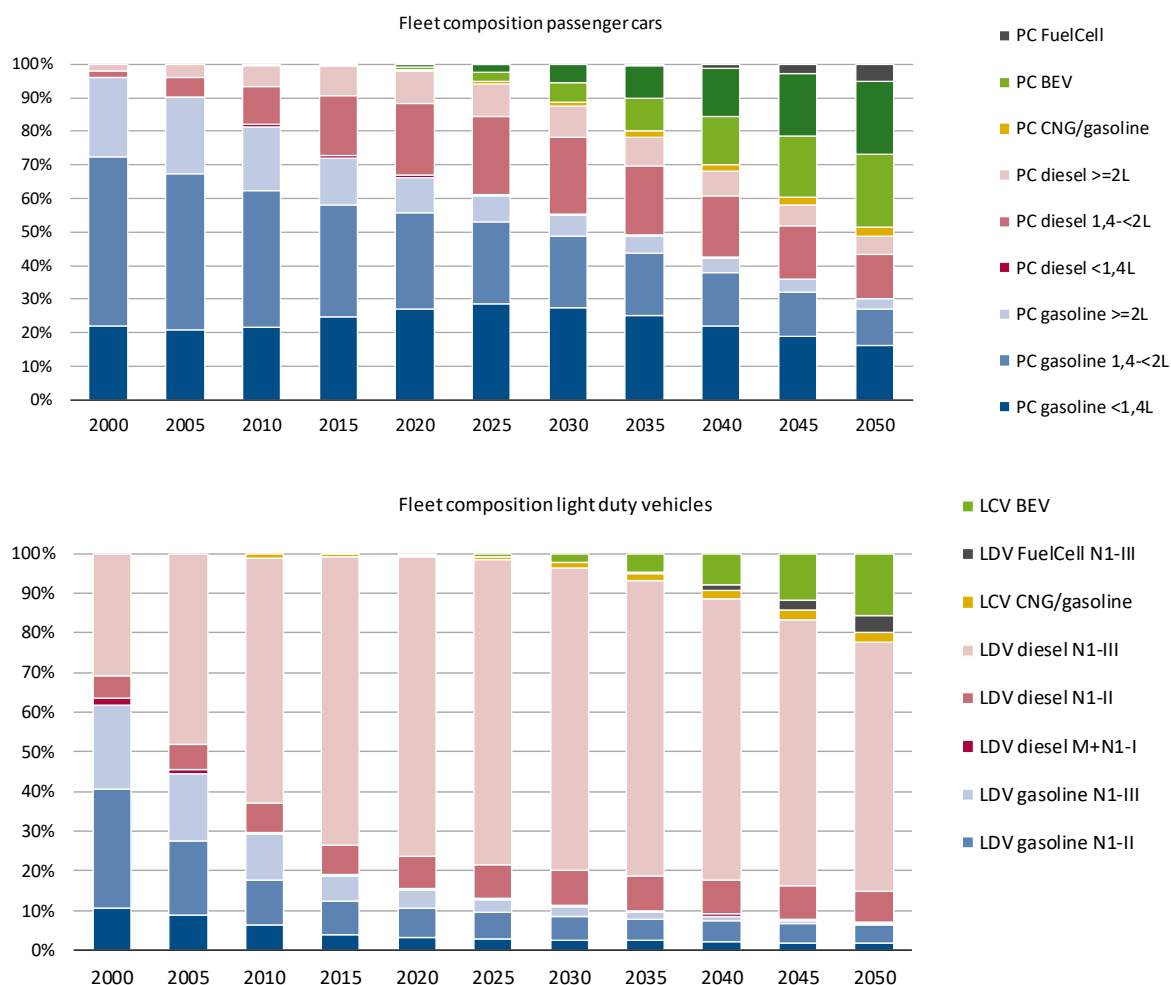 Fleet composition passenger cars
100%
90%
80%
70%
60%
50%
40%
30%
20%
10%
0%
2000 2005 2010 2015 2020 2025 2030 2035 2040 2045 2050
PC FuelCell
PC BEV
PC CNG/gasoline
PC diesel >=2L
PC diesel 1,4-<2L
PC diesel <1,4L
PC gasoline >=2L
PC gasoline 1,4-<2L
PC gasoline <1,4L
Fleet composition light duty vehicles
100%
90%
80%
70%
60%
50%
40%
30%
20%
10%
0%
2000 2005 2010 2015 2020 2025 2030 2035 2040 2045 2050
LCV BEV
LDV FuelCell N1-III
LCV CNG/gasoline
LDV diesel N1-III
LDV diesel N1-II
LDV diesel M+N1-I
LDV gasoline N1-III
LDV gasoline N1-II